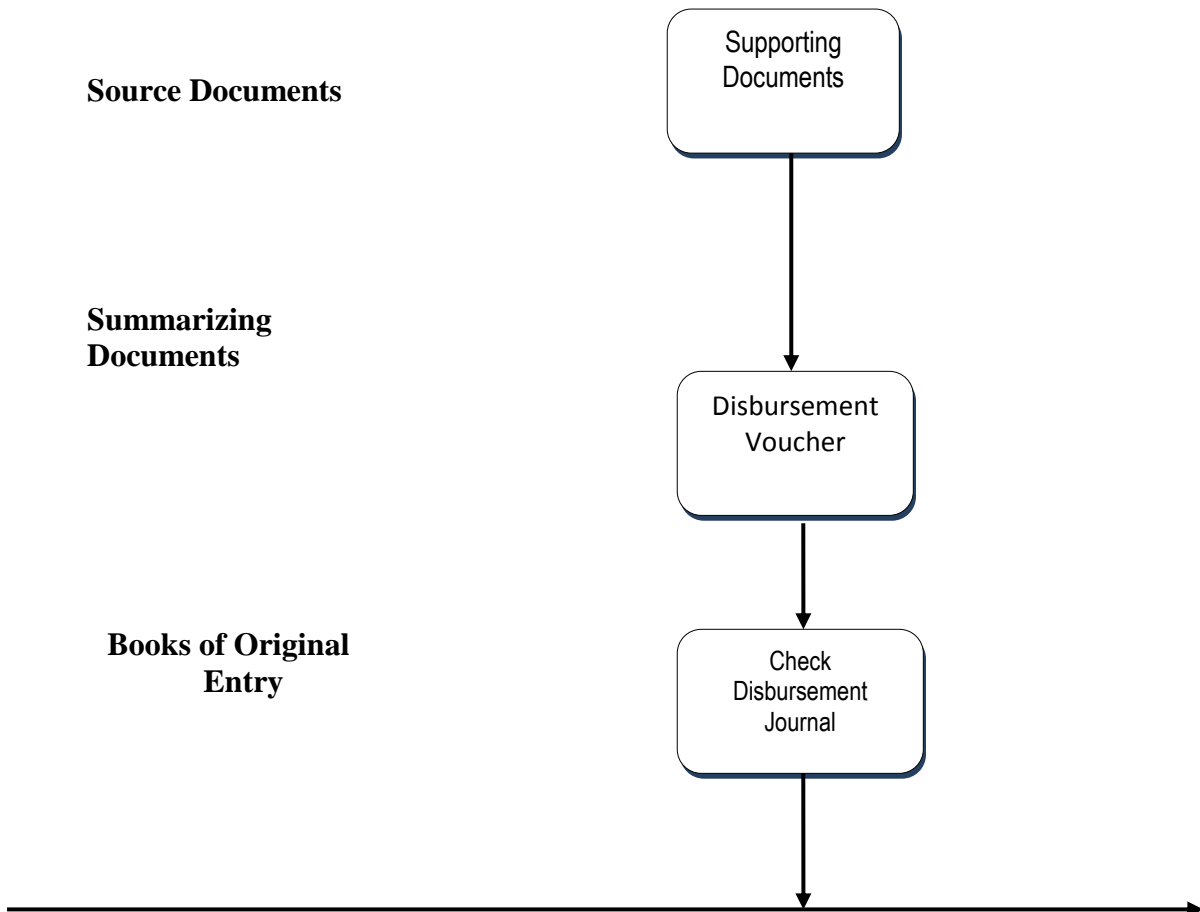 Supporting
Documents
Source Documents
Summarizing
Documents
Disbursement
Voucher
Books of Original
Entry
Check
Disbursement
Journal